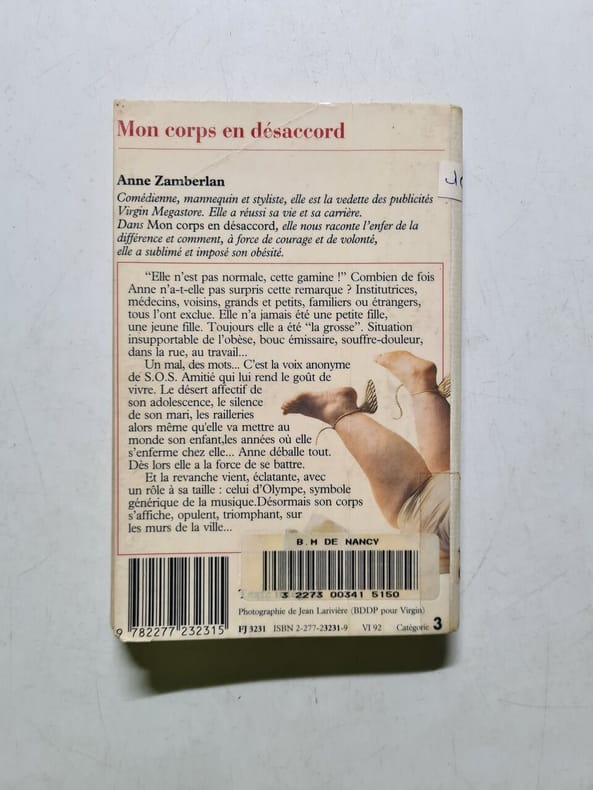 Mon corps en désaccord
Anne Zamberlan
Comédienne, mannequin et styliste, elle est la vedette des publicités
Virgin Megastore. Elle a réussi sa vie et sa carrière.
Dans Mon corps en désaccord, elle nous raconte l'enfer de la
différence et comment, à force de courage et de volonté,
elle a sublimé et imposé son obésité.
“Elle n'est pas normale, cette gamine !” Combien de fois
Anne n'a-t-elle pas surpris cette remarque ? Institutrices,
médecins, voisins, grands et petits, familiers ou étrangers,
tous l'ont exclue. Elle n'a jamais été une petite fille,
une jeune fille. Toujours elle a été “la grosse”. Situation
insupportable de l'obèse, bouc émissaire, souffre-douleur,
dans la rue, au travail...
Un mal, des mots... C'est la voix anonyme
de S.O.S. Amitié qui lui rend le goût de
vivre. Le désert affectif de
son adolescence, le silence
de son mari, les railleries
alors même qu'elle va mettre au
monde son enfant,les années où elle
s'enferme chez elle... Anne déballe tout.
Dès lors elle a la force de se battre.
Et la revanche vient, éclatante, avec
un rôle à sa taille : celui d'Olympe, symbole
générique de la musique.Désormais son corps
s'affiche, opulent, triomphant, sur
les murs de la ville...
B.M DE NANCY
3 2273 00341 5150
Photographie de Jean Larivière (BDDP pour Virgin)
9 782277 232315 FJ 3231 ISBN 2-277-23231-9 VI 92 Catégorie 3